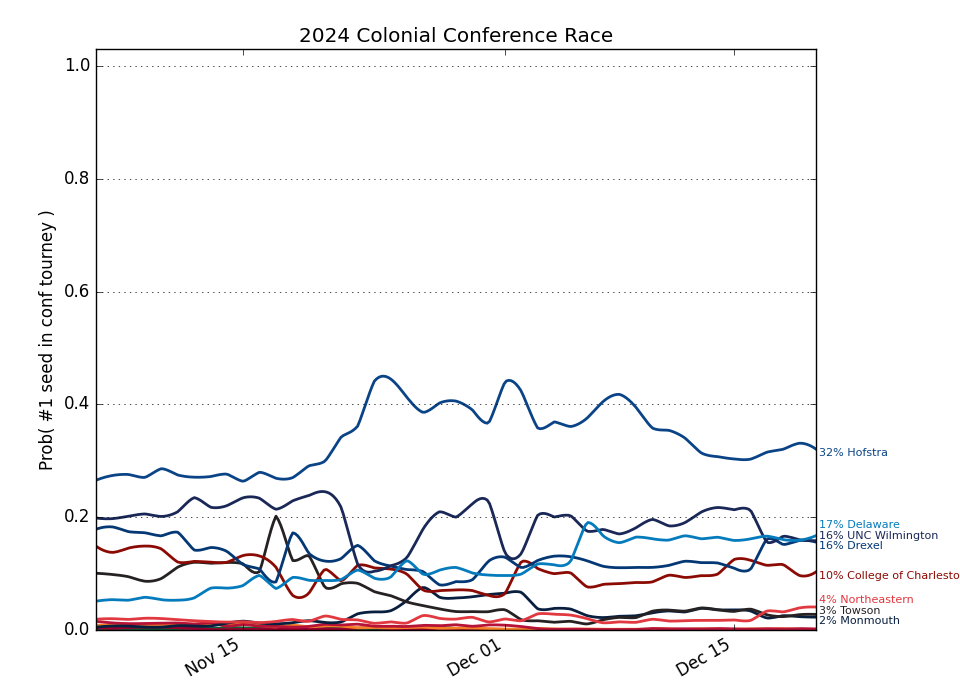 2024 Colonial Conference Race
Prob( #1 seed in conf tourney )
1.0
0.8
0.6
0.4
0.2
0.0
Nov 15
Dec 01
Dec 15
32% Hofstra
17% Delaware
16% UNC Wilmington
16% Drexel
10% College of Charlesto
4% Northeastern
3% Towson
2% Monmouth